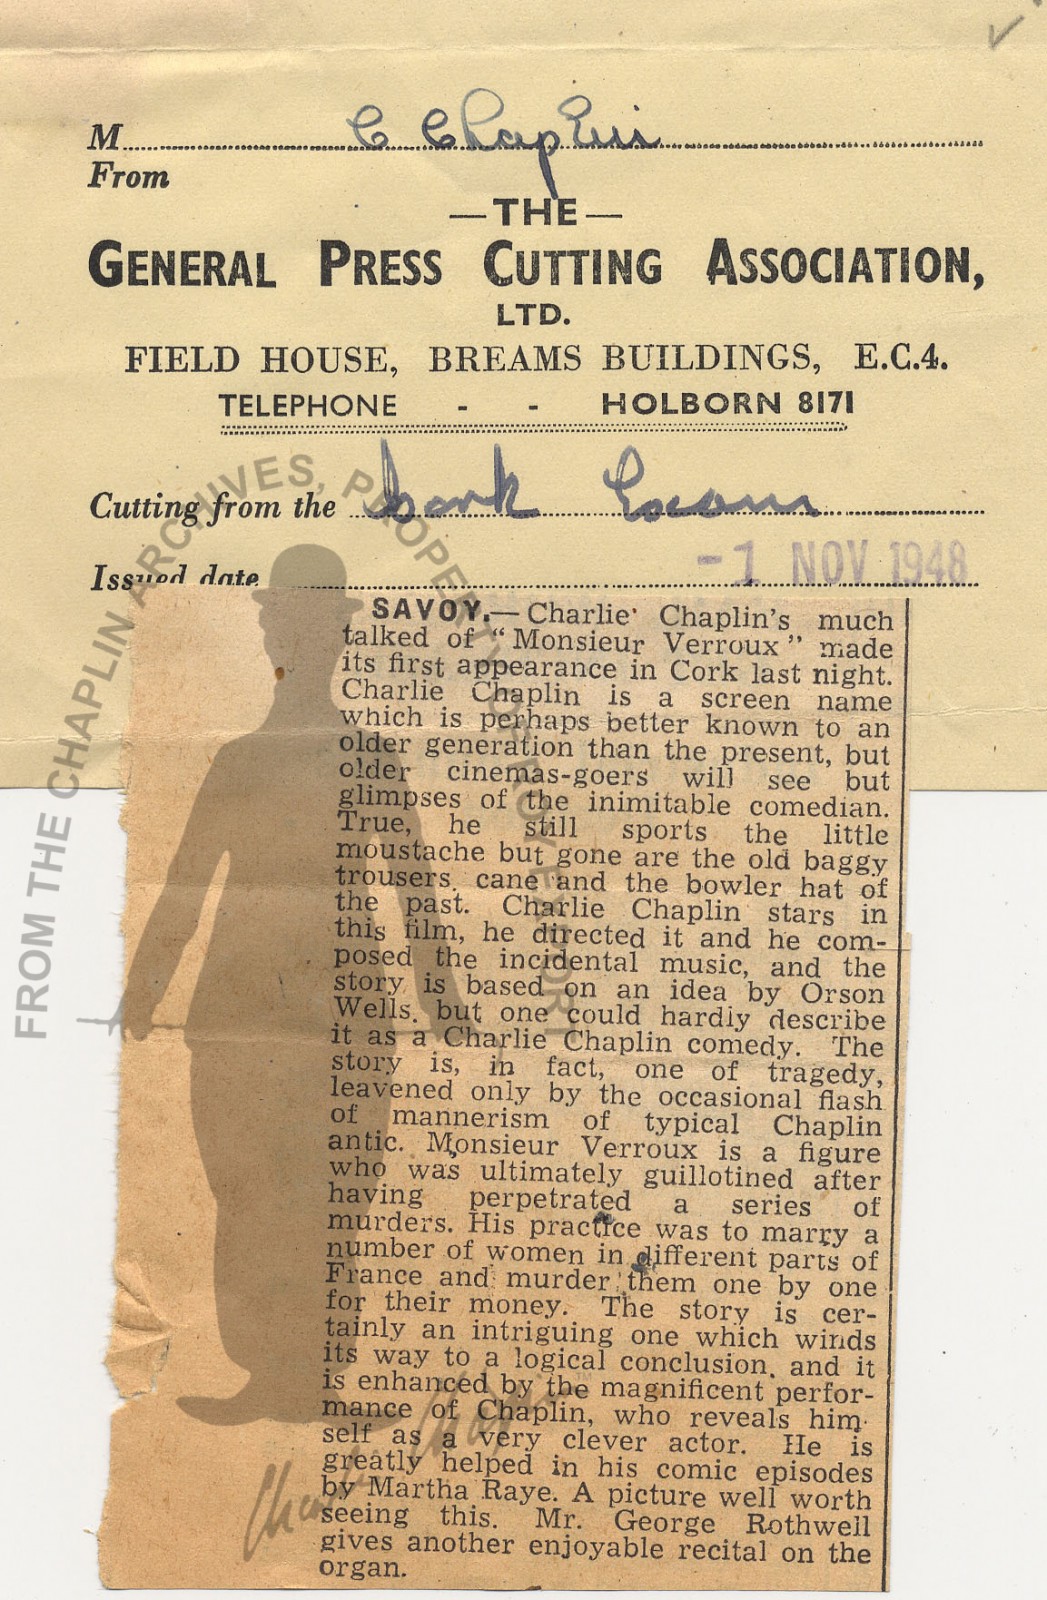 M C Chaplin
From
—THE—
GENERAL PRESS CUTTING ASSOCIATION,
LTD.
FIELD HOUSE, BREAMS BUILDINGS, E.C.4.
TELEPHONE - - HOLBORN 8171
Cutting from the Cork Exam
Issued date -1 NOV 1948
SAVOY.—Charlie Chaplin's much
talked of "Monsieur Verroux" made
its first appearance in Cork last night.
Charlie Chaplin is a screen name
which is perhaps better known to an
older generation than the present, but
older cinemas-goers will see but
glimpses of the inimitable comedian.
True, he still sports the little
moustache but gone are the old baggy
trousers, cane and the bowler hat of
the past. Charlie Chaplin stars in
this film, he directed it and he com-
posed the incidental music, and the
story is based on an idea by Orson
Wells, but one could hardly describe
it as a Charlie Chaplin comedy. The
story is, in fact, one of tragedy,
leavened only by the occasional flash
of mannerism of typical Chaplin
antic. Monsieur Verroux is a figure
who was ultimately guillotined after
having perpetrated a series of
murders. His practice was to marry a
number of women in different parts of
France and murder them one by one
for their money. The story is cer-
tainly an intriguing one which winds
its way to a logical conclusion, and it
is enhanced by the magnificent perfor-
mance of Chaplin, who reveals him-
self as a very clever actor. He is
greatly helped in his comic episodes
by Martha Raye. A picture well worth
seeing this. Mr. George Rothwell
gives another enjoyable recital on the
organ.
FROM THE CHAPLIN ARCHIVES, PROPERTY OF ROY EXPORT
Charlie Chaplin ™